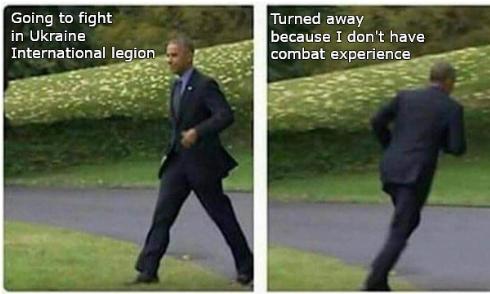 Going to fight
in Ukraine
International legion
Turned away
because I don't have
combat experience